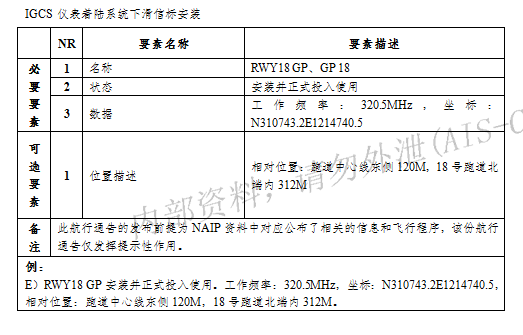 IGCS 仪表着陆系统下滑信标安装
NR 要素名称 要素描述
必要要素
1 名称 RWY18 GP、GP 18
2 状态 安装并正式投入使用
3 数据 工作频率：320.5MHz，坐标：
N310743.2E1214740.5
可选要素
1 位置描述 相对位置：跑道中心线东侧 120M，18 号跑道北
端内 312M
备注
此航行通告的发布前提为 NAIP 资料中对应公布了相关的信息和飞行程序，该份航行
通告仅发挥提示性作用。
例：
E）RWY18 GP 安装并正式投入使用。工作频率：320.5MHz，坐标：N310743.2E1214740.5，
相对位置：跑道中心线东侧 120M，18 号跑道北端内 312M。
内部资料，请勿外泄(AIS-C